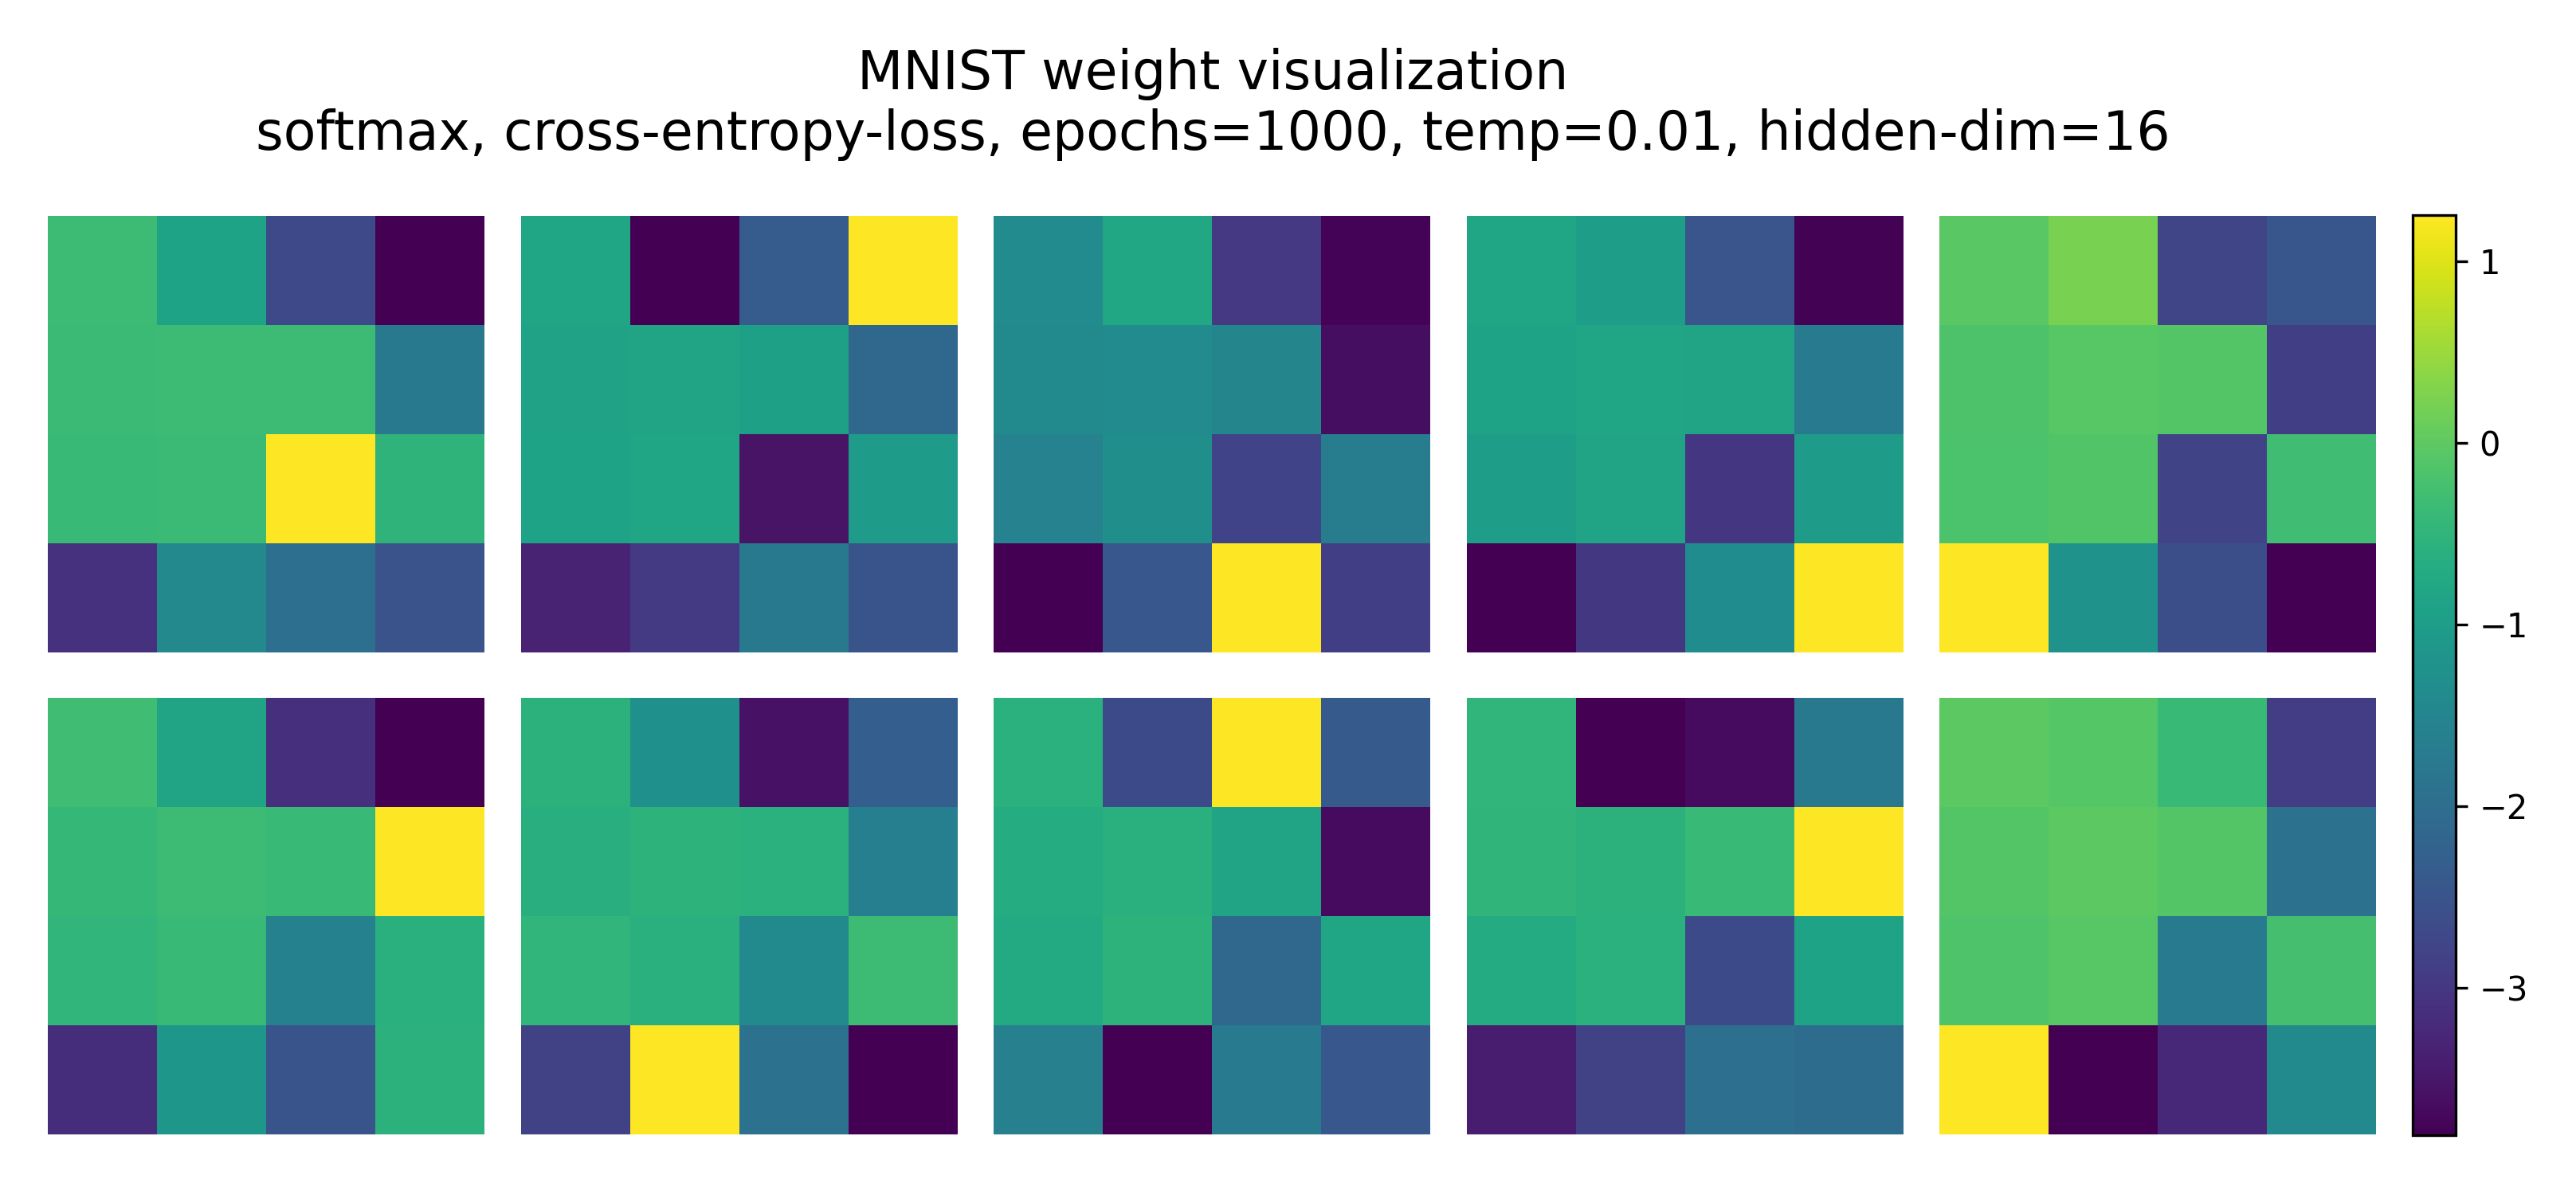 MNIST weight visualization
softmax, cross-entropy-loss, epochs=1000, temp=0.01, hidden-dim=16
1
0
−1
−2
−3